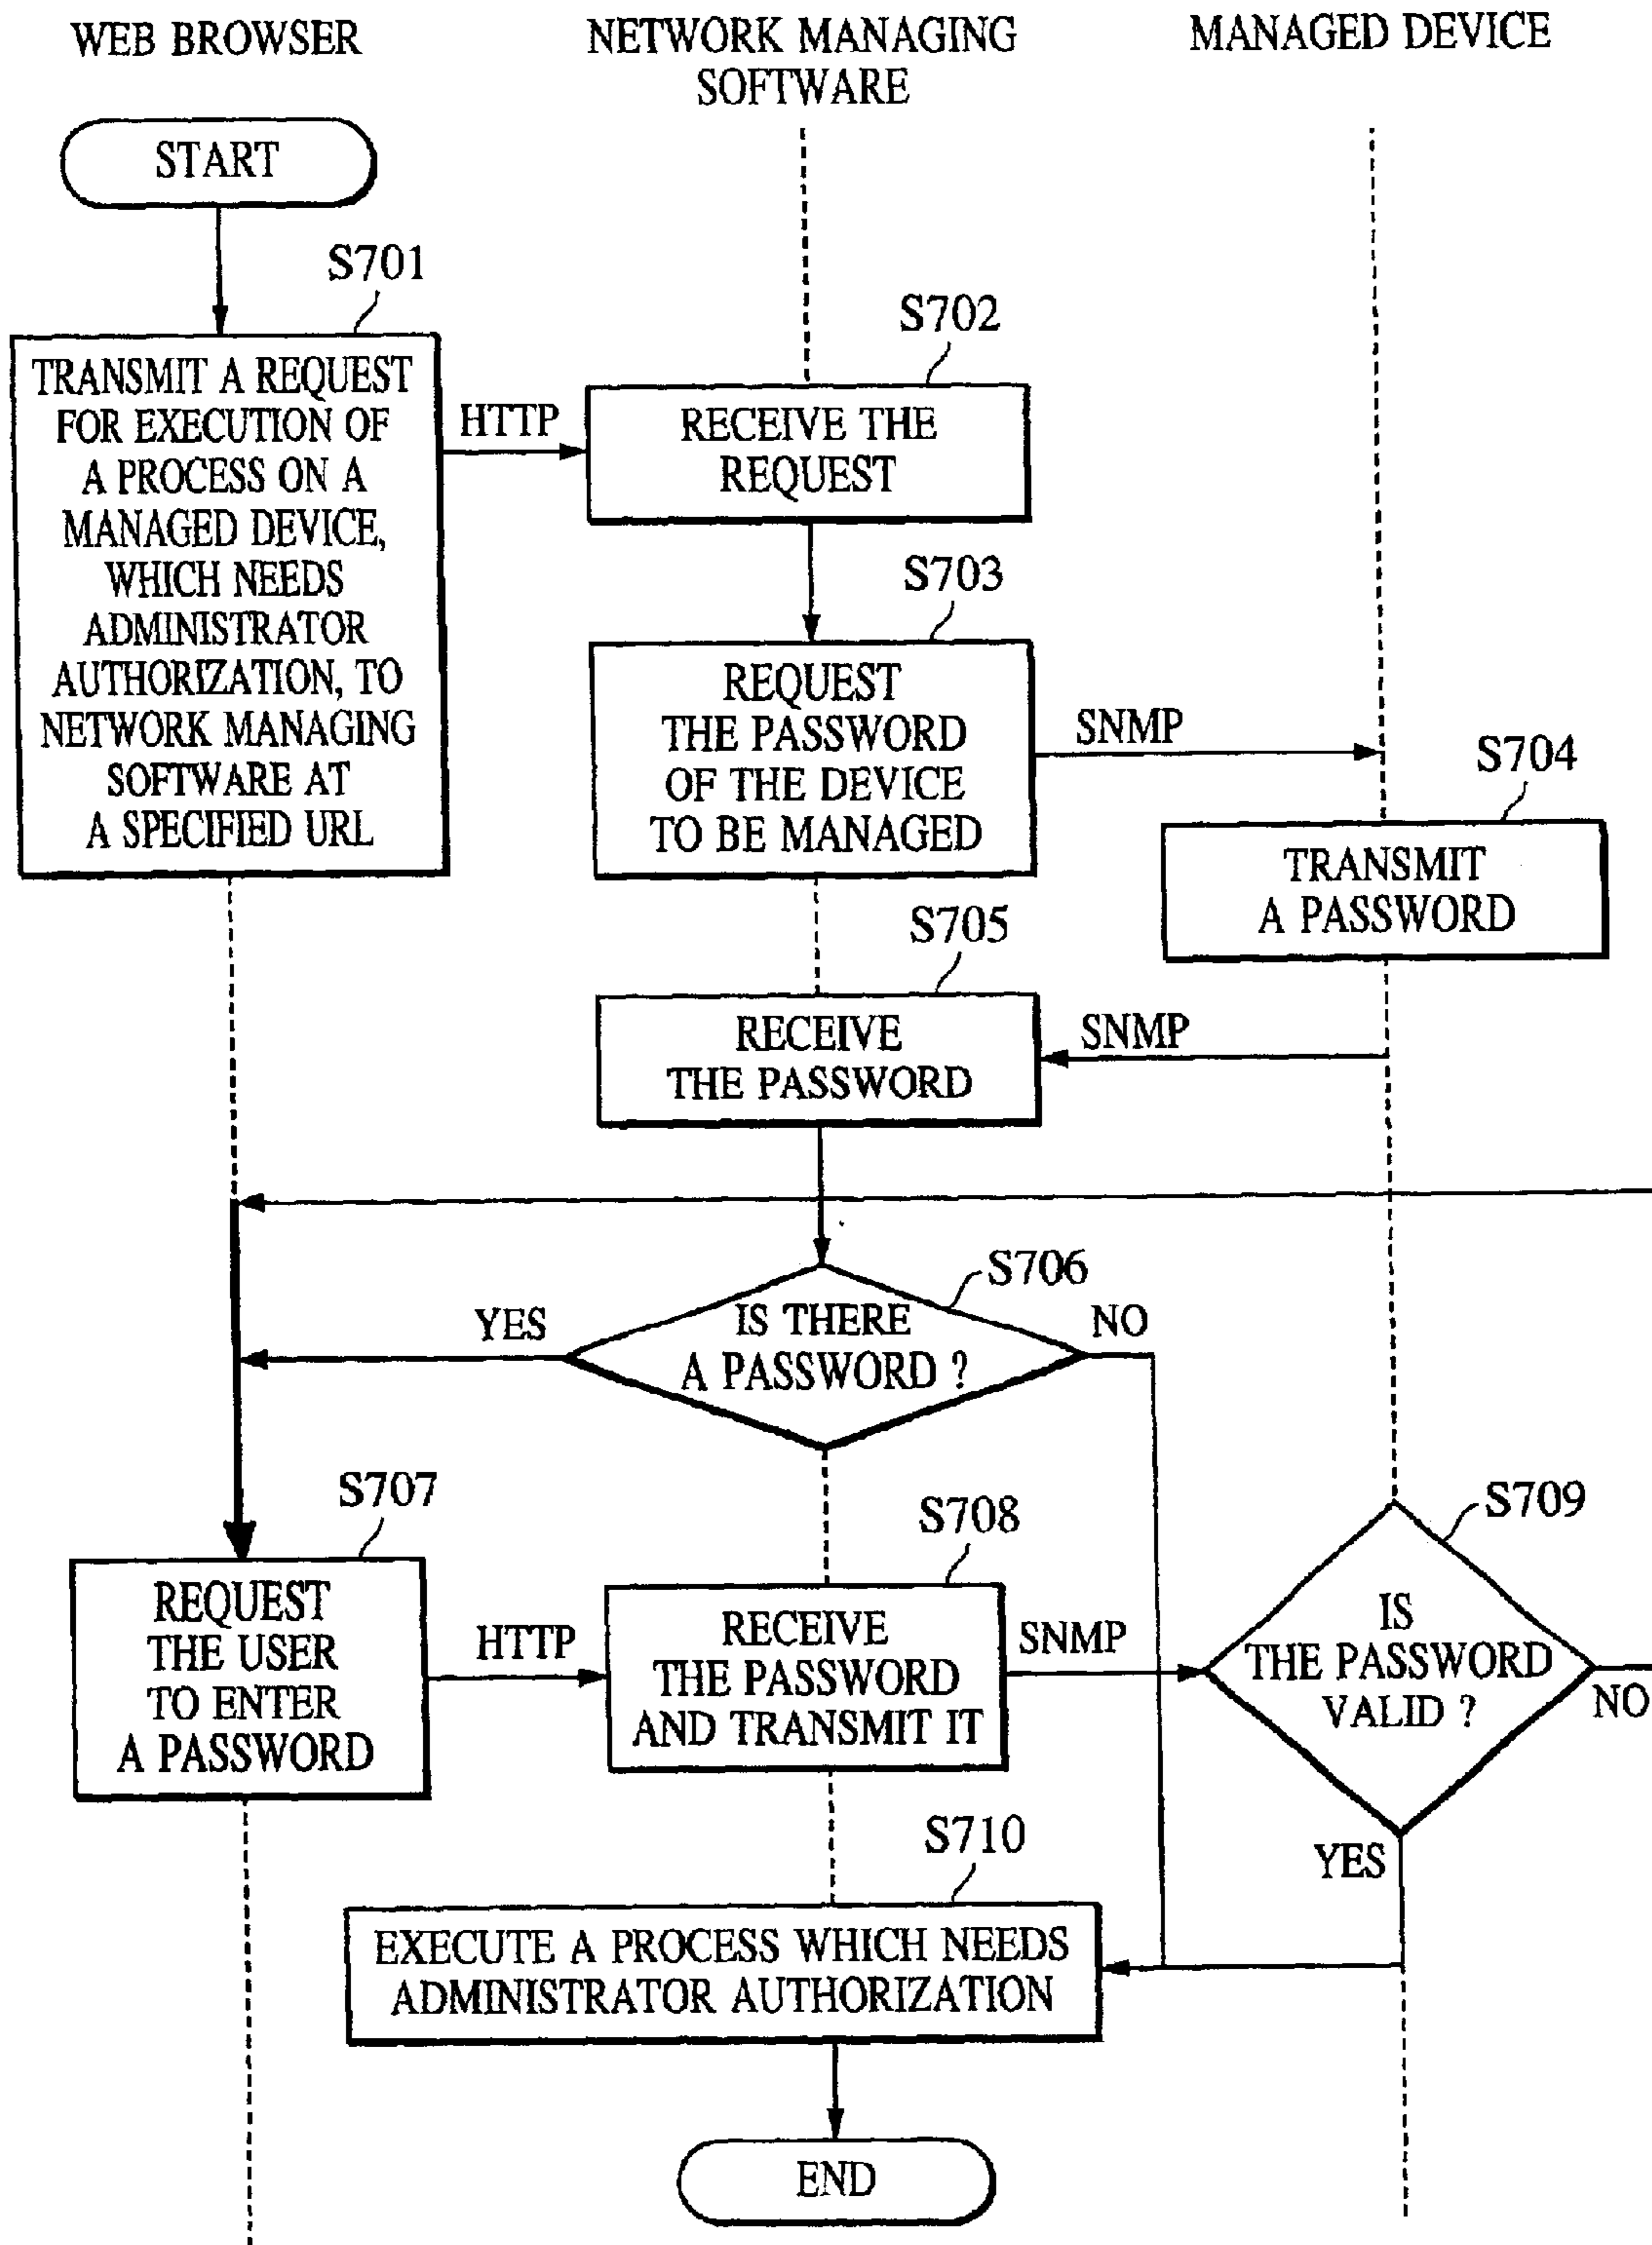 WEB BROWSER
NETWORK MANAGING
SOFTWARE
MANAGED DEVICE
START
S701
TRANSMIT A REQUEST
FOR EXECUTION OF
A PROCESS ON A
MANAGED DEVICE,
WHICH NEEDS
ADMINISTRATOR
AUTHORIZATION, TO
NETWORK MANAGING
SOFTWARE AT
A SPECIFIED URL
HTTP
S702
RECEIVE THE
REQUEST
S703
REQUEST
THE PASSWORD
OF THE DEVICE
TO BE MANAGED
SNMP
S704
TRANSMIT
A PASSWORD
S705
RECEIVE
THE PASSWORD
SNMP
S706
IS THERE
A PASSWORD ?
YES
NO
S707
REQUEST
THE USER
TO ENTER
A PASSWORD
HTTP
S708
RECEIVE
THE PASSWORD
AND TRANSMIT IT
SNMP
S709
IS
THE PASSWORD
VALID ?
NO
YES
S710
EXECUTE A PROCESS WHICH NEEDS
ADMINISTRATOR AUTHORIZATION
END